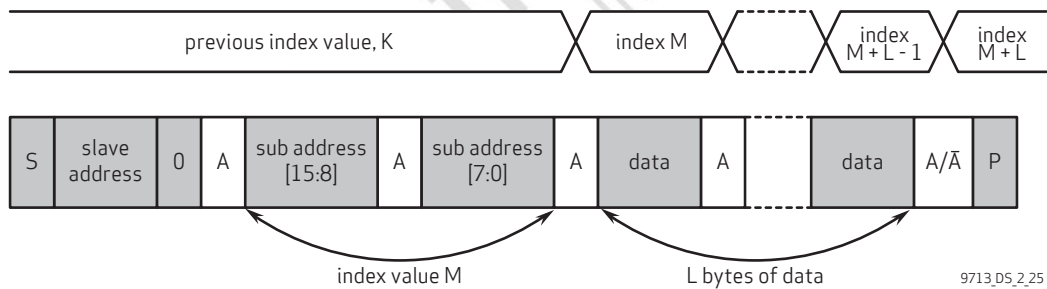 previous index value, K
index M
index
M + L - 1
index
M + L
S
slave
address
0
A
sub address
[15:8]
A
sub address
[7:0]
A
data
A
data
A/Ā
P
index value M
L bytes of data
9713_DS_2_25